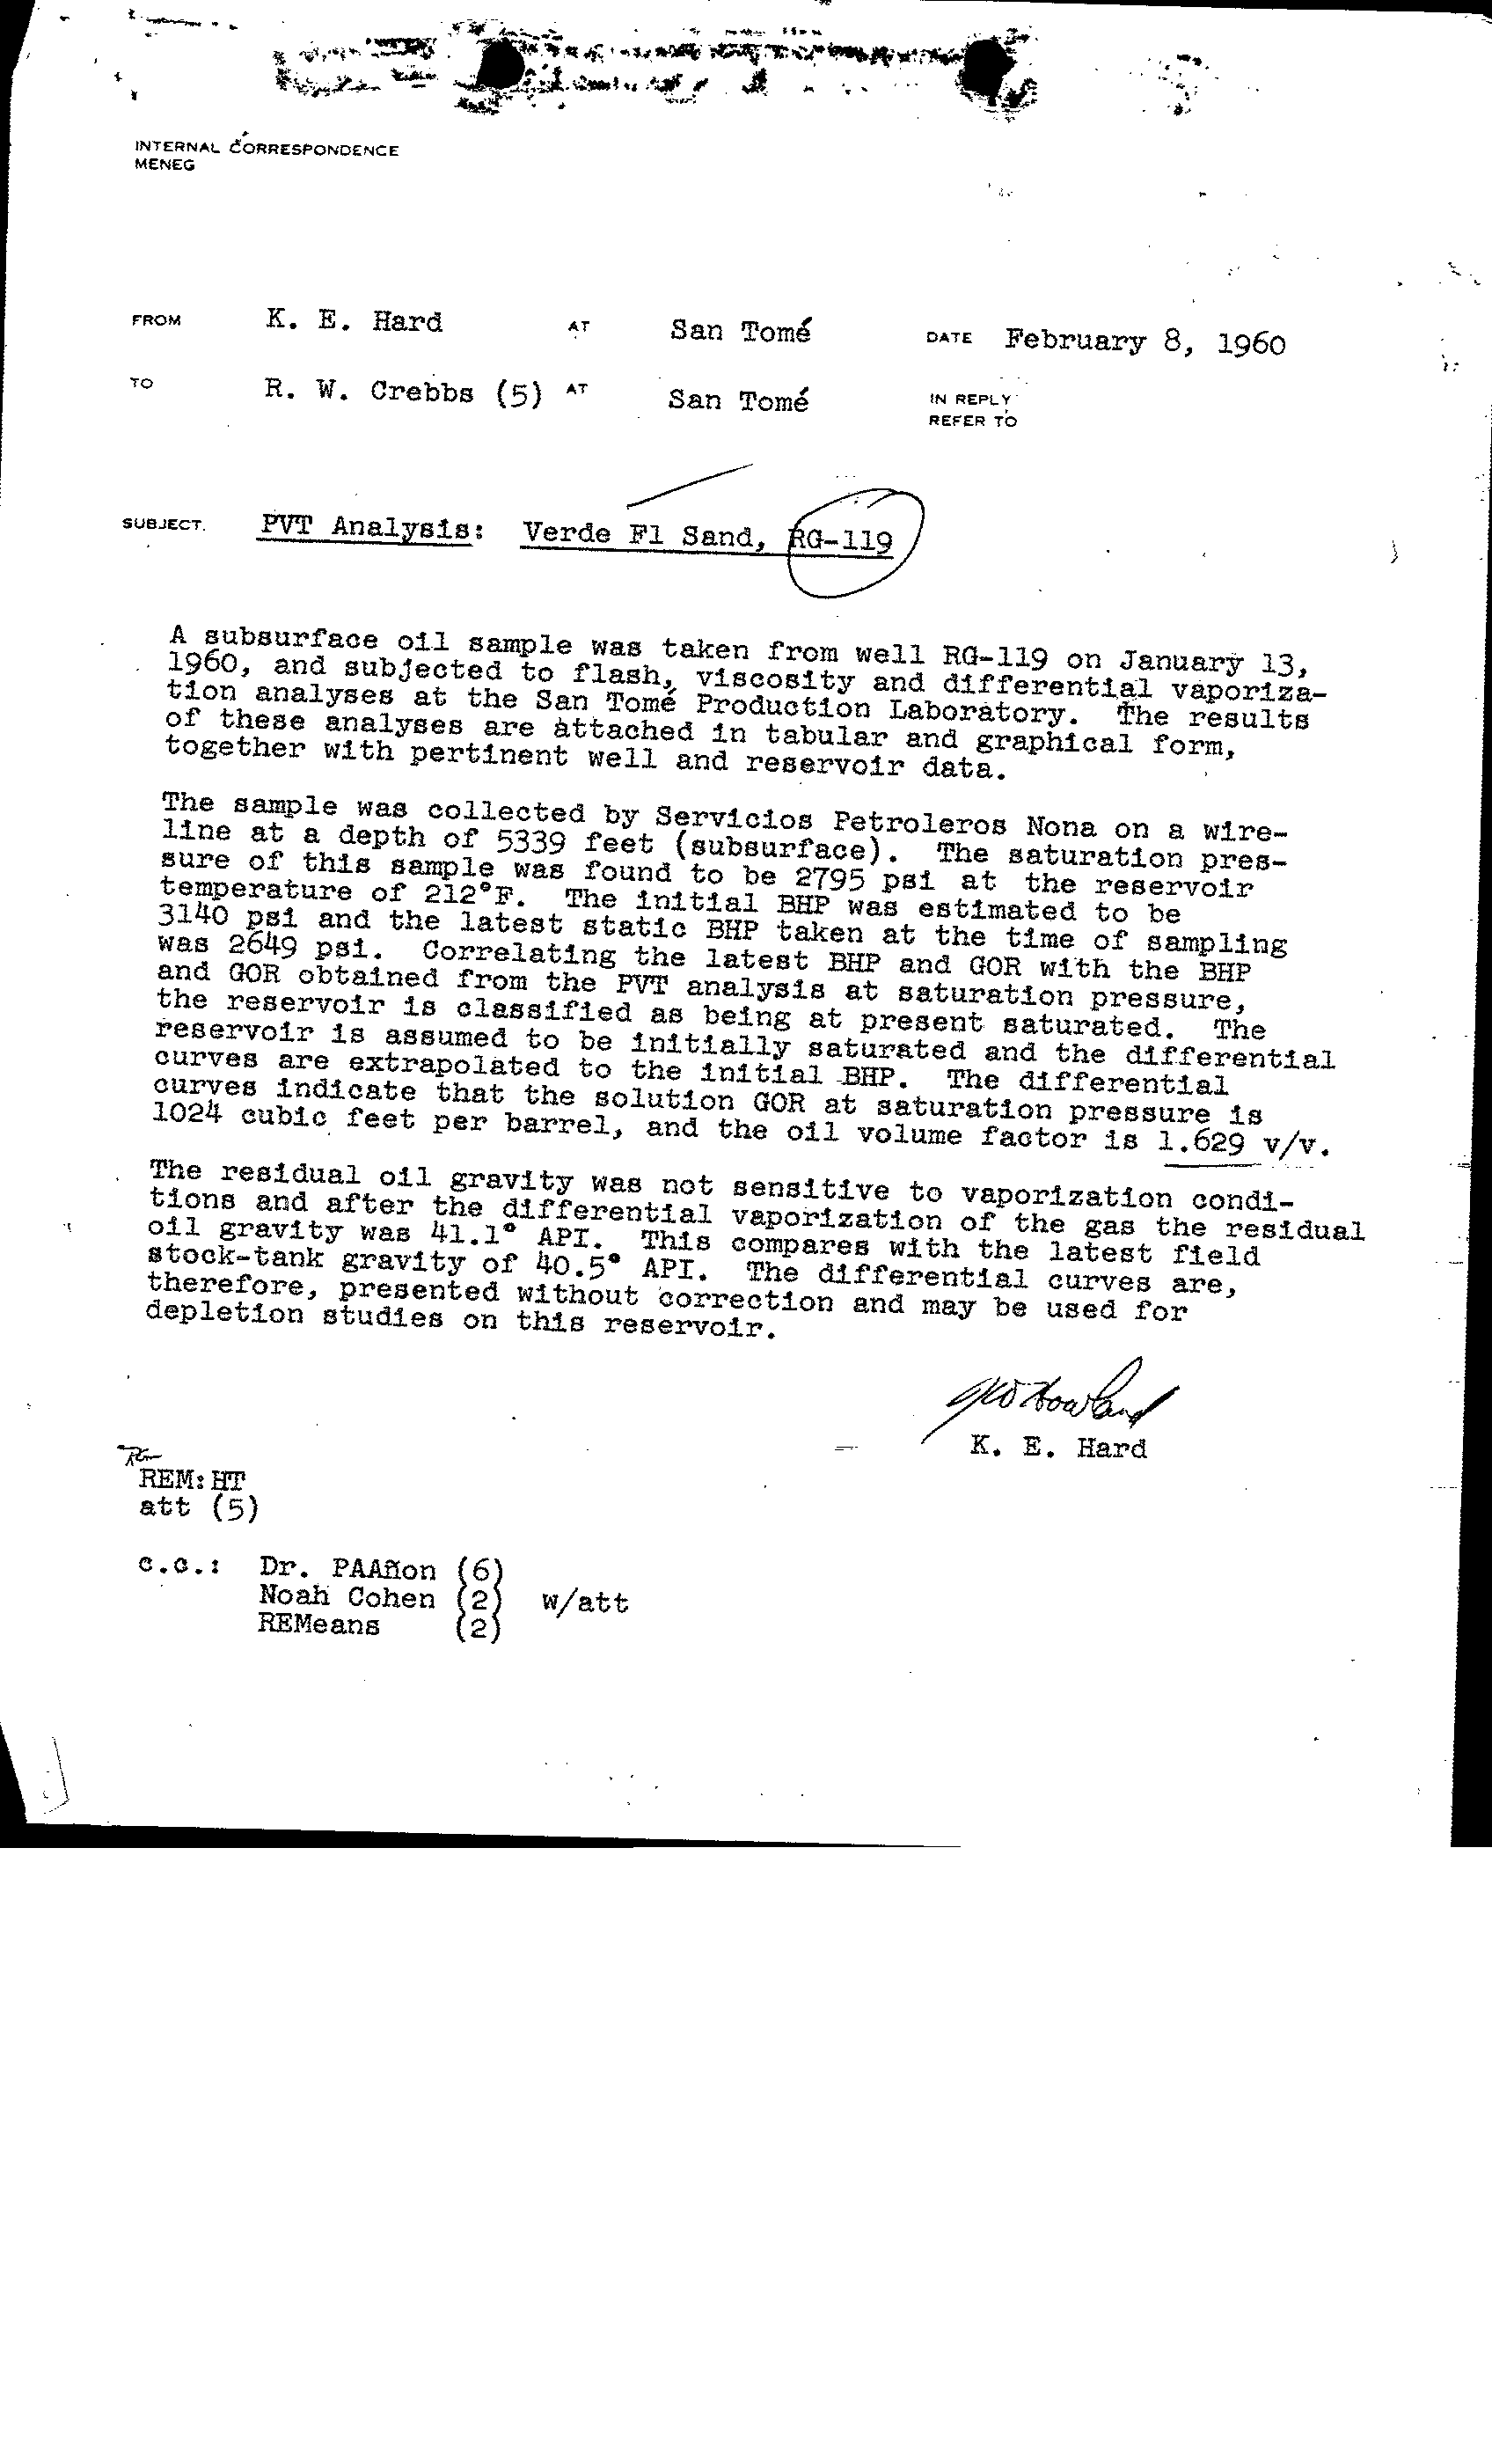 INTERNAL CORRESPONDENCE
MENEG
FROM K. E. Hard AT San Tomé DATE February 8, 1960
TO R. W. Crebbs (5) AT San Tomé IN REPLY
REFER TO
SUBJECT. PVT Analysis: Verde Fl Sand, RG-119
A subsurface oil sample was taken from well RG-119 on January 13,
1960, and subjected to flash, viscosity and differential vaporiza-
tion analyses at the San Tomé Production Laboratory. The results
of these analyses are attached in tabular and graphical form,
together with pertinent well and reservoir data.
The sample was collected by Servicios Petroleros Nona on a wire-
line at a depth of 5339 feet (subsurface). The saturation pres-
sure of this sample was found to be 2795 psi at the reservoir
temperature of 212°F. The initial BHP was estimated to be
3140 psi and the latest static BHP taken at the time of sampling
was 2649 psi. Correlating the latest BHP and GOR with the BHP
and GOR obtained from the PVT analysis at saturation pressure,
the reservoir is classified as being at present saturated. The
reservoir is assumed to be initially saturated and the differential
curves are extrapolated to the initial BHP. The differential
curves indicate that the solution GOR at saturation pressure is
1024 cubic feet per barrel, and the oil volume factor is 1.629 v/v.
The residual oil gravity was not sensitive to vaporization condi-
tions and after the differential vaporization of the gas the residual
oil gravity was 41.1° API. This compares with the latest field
stock-tank gravity of 40.5° API. The differential curves are,
therefore, presented without correction and may be used for
depletion studies on this reservoir.
K. E. Hard
REM:HT
att (5)
c.c.: Dr. PAAñon (6)
Noah Cohen (2) w/att
REMeans (2)